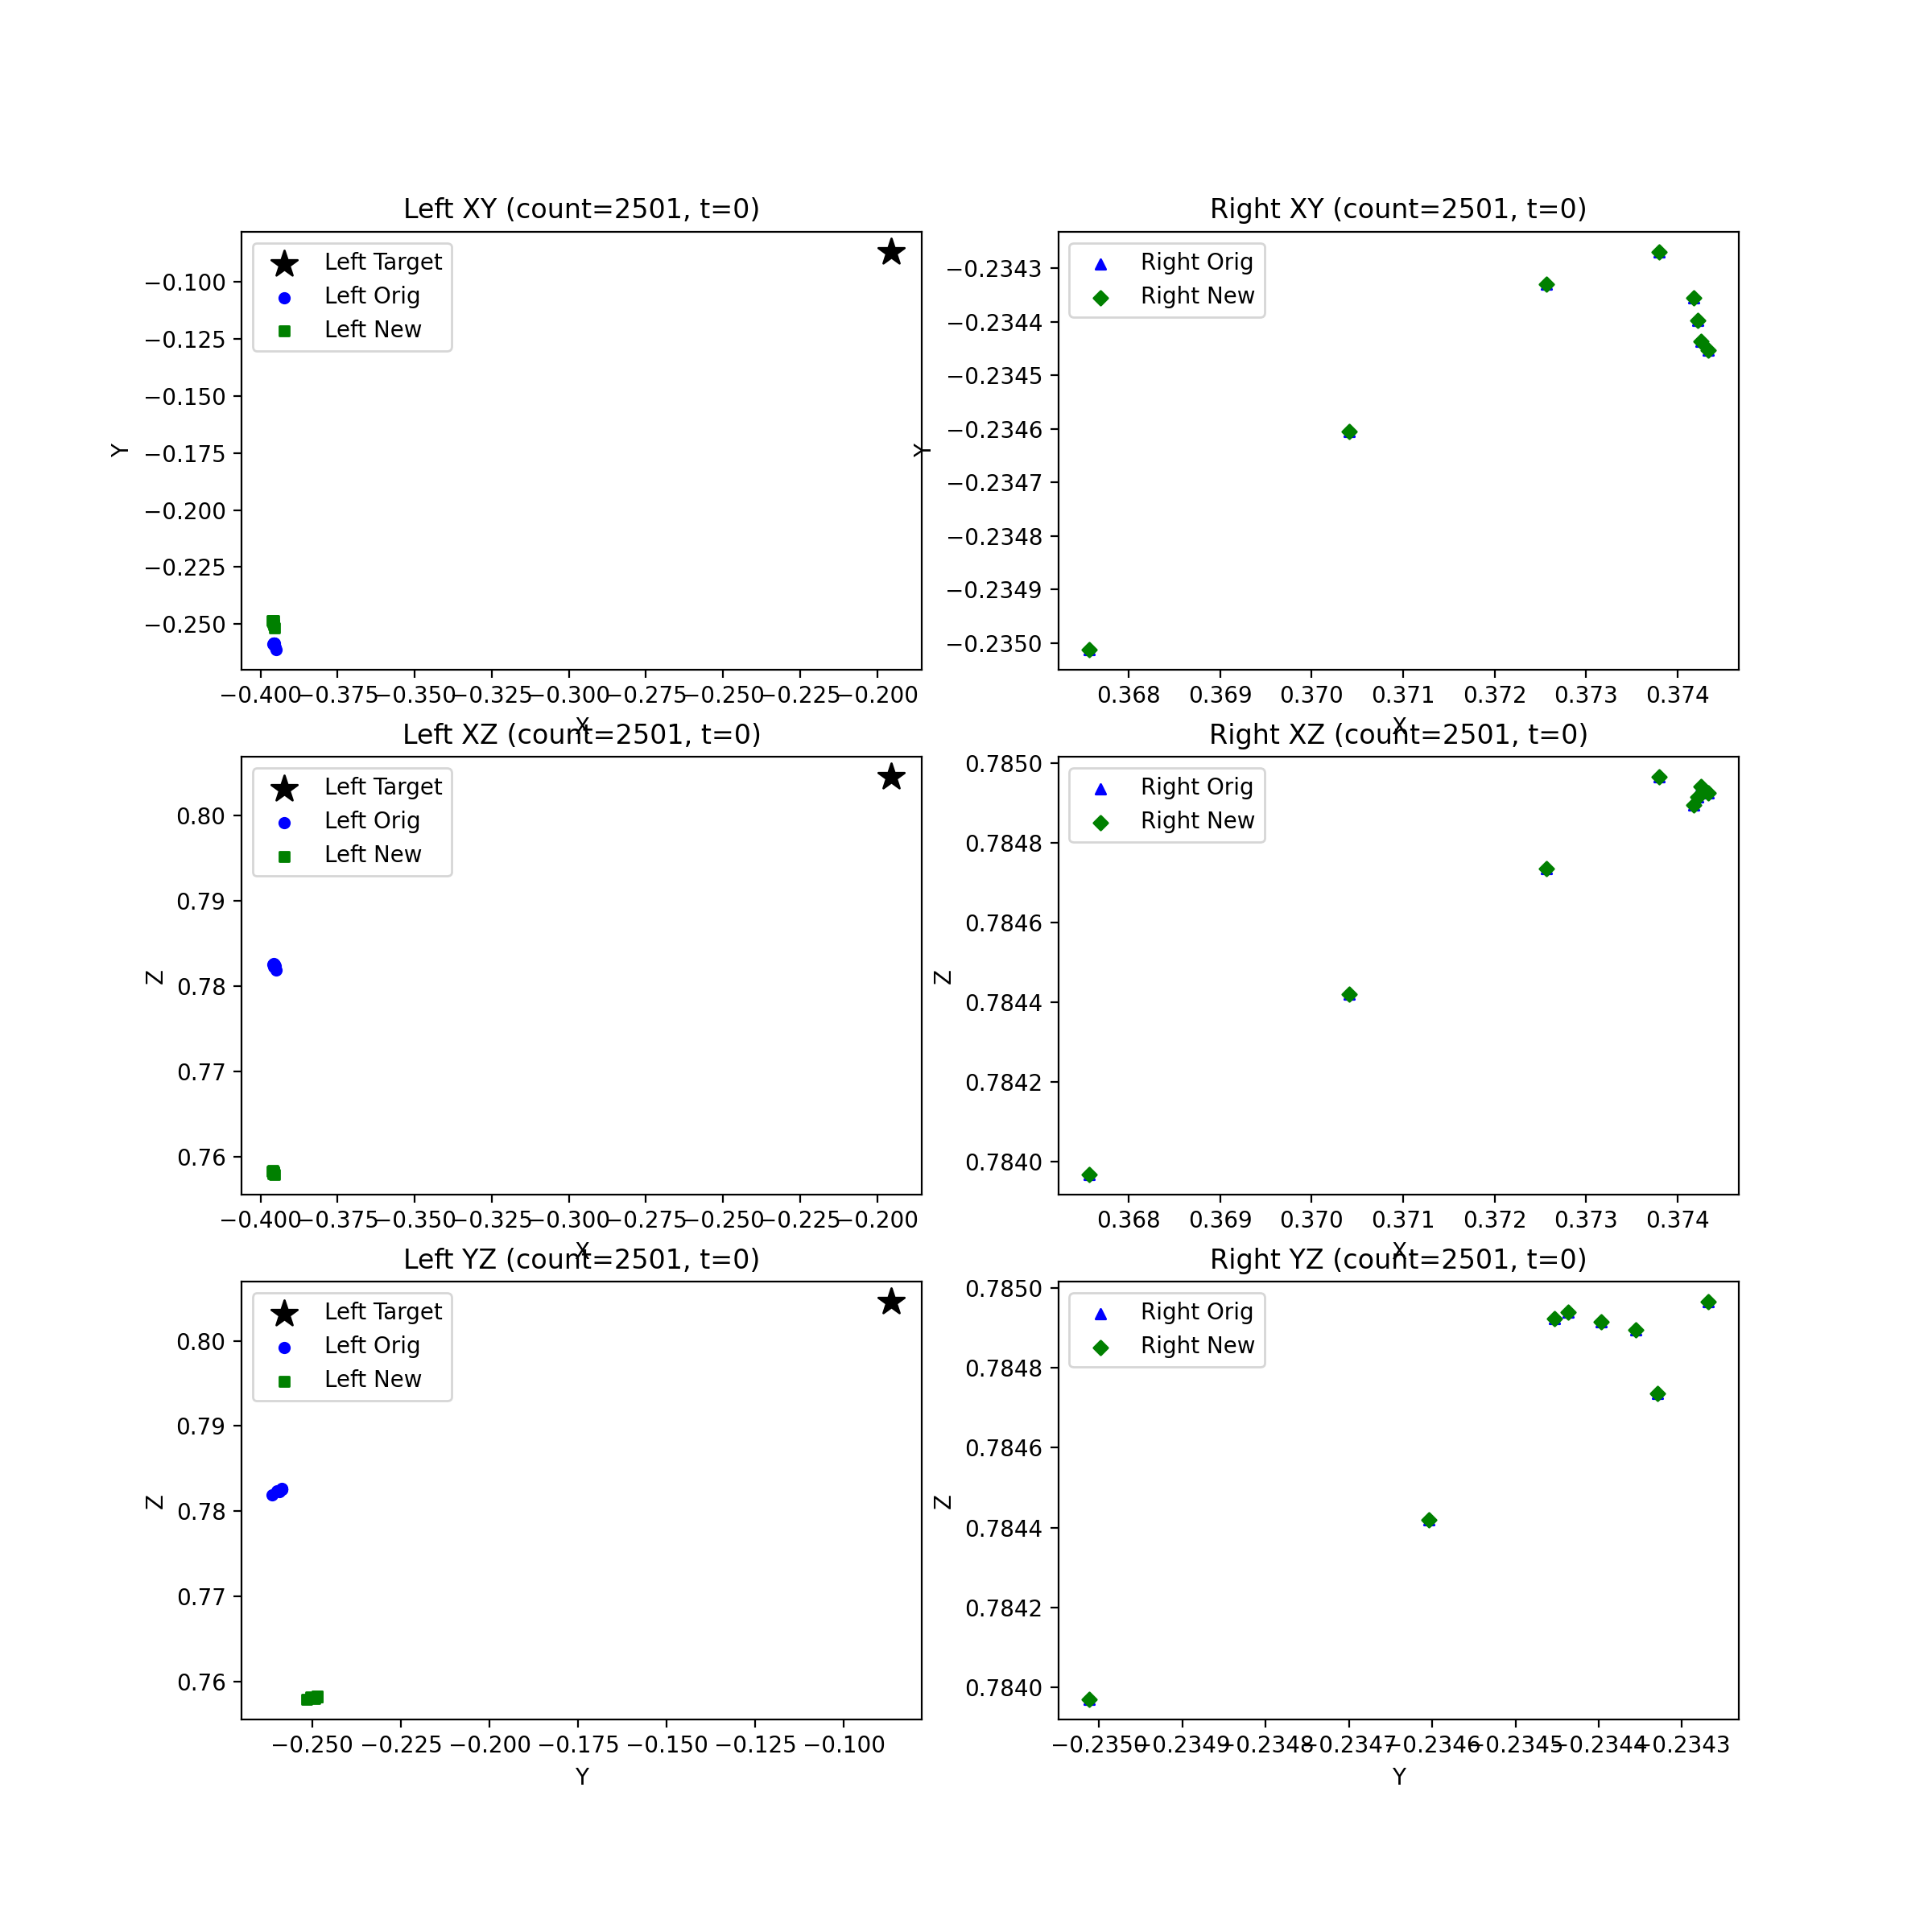 Left XY (count=2501, t=0)
Left Target
Left Orig
Left New
−0.100
−0.125
−0.150
−0.175
−0.200
−0.225
−0.250
Y
−0.400 −0.375 −0.350 −0.325 −0.300 −0.275 −0.250 −0.225 −0.200
X
Right XY (count=2501, t=0)
Right Orig
Right New
−0.2343
−0.2344
−0.2345
−0.2346
−0.2347
−0.2348
−0.2349
−0.2350
Y
0.368 0.369 0.370 0.371 0.372 0.373 0.374
X
Left XZ (count=2501, t=0)
Left Target
Left Orig
Left New
0.80
0.79
0.78
0.77
0.76
Z
−0.400 −0.375 −0.350 −0.325 −0.300 −0.275 −0.250 −0.225 −0.200
X
Right XZ (count=2501, t=0)
Right Orig
Right New
0.7850
0.7848
0.7846
0.7844
0.7842
0.7840
Z
0.368 0.369 0.370 0.371 0.372 0.373 0.374
X
Left YZ (count=2501, t=0)
Left Target
Left Orig
Left New
0.80
0.79
0.78
0.77
0.76
Z
−0.250 −0.225 −0.200 −0.175 −0.150 −0.125 −0.100
Y
Right YZ (count=2501, t=0)
Right Orig
Right New
0.7850
0.7848
0.7846
0.7844
0.7842
0.7840
Z
−0.2350 −0.2349 −0.2348 −0.2347 −0.2346 −0.2345 −0.2344 −0.2343
Y